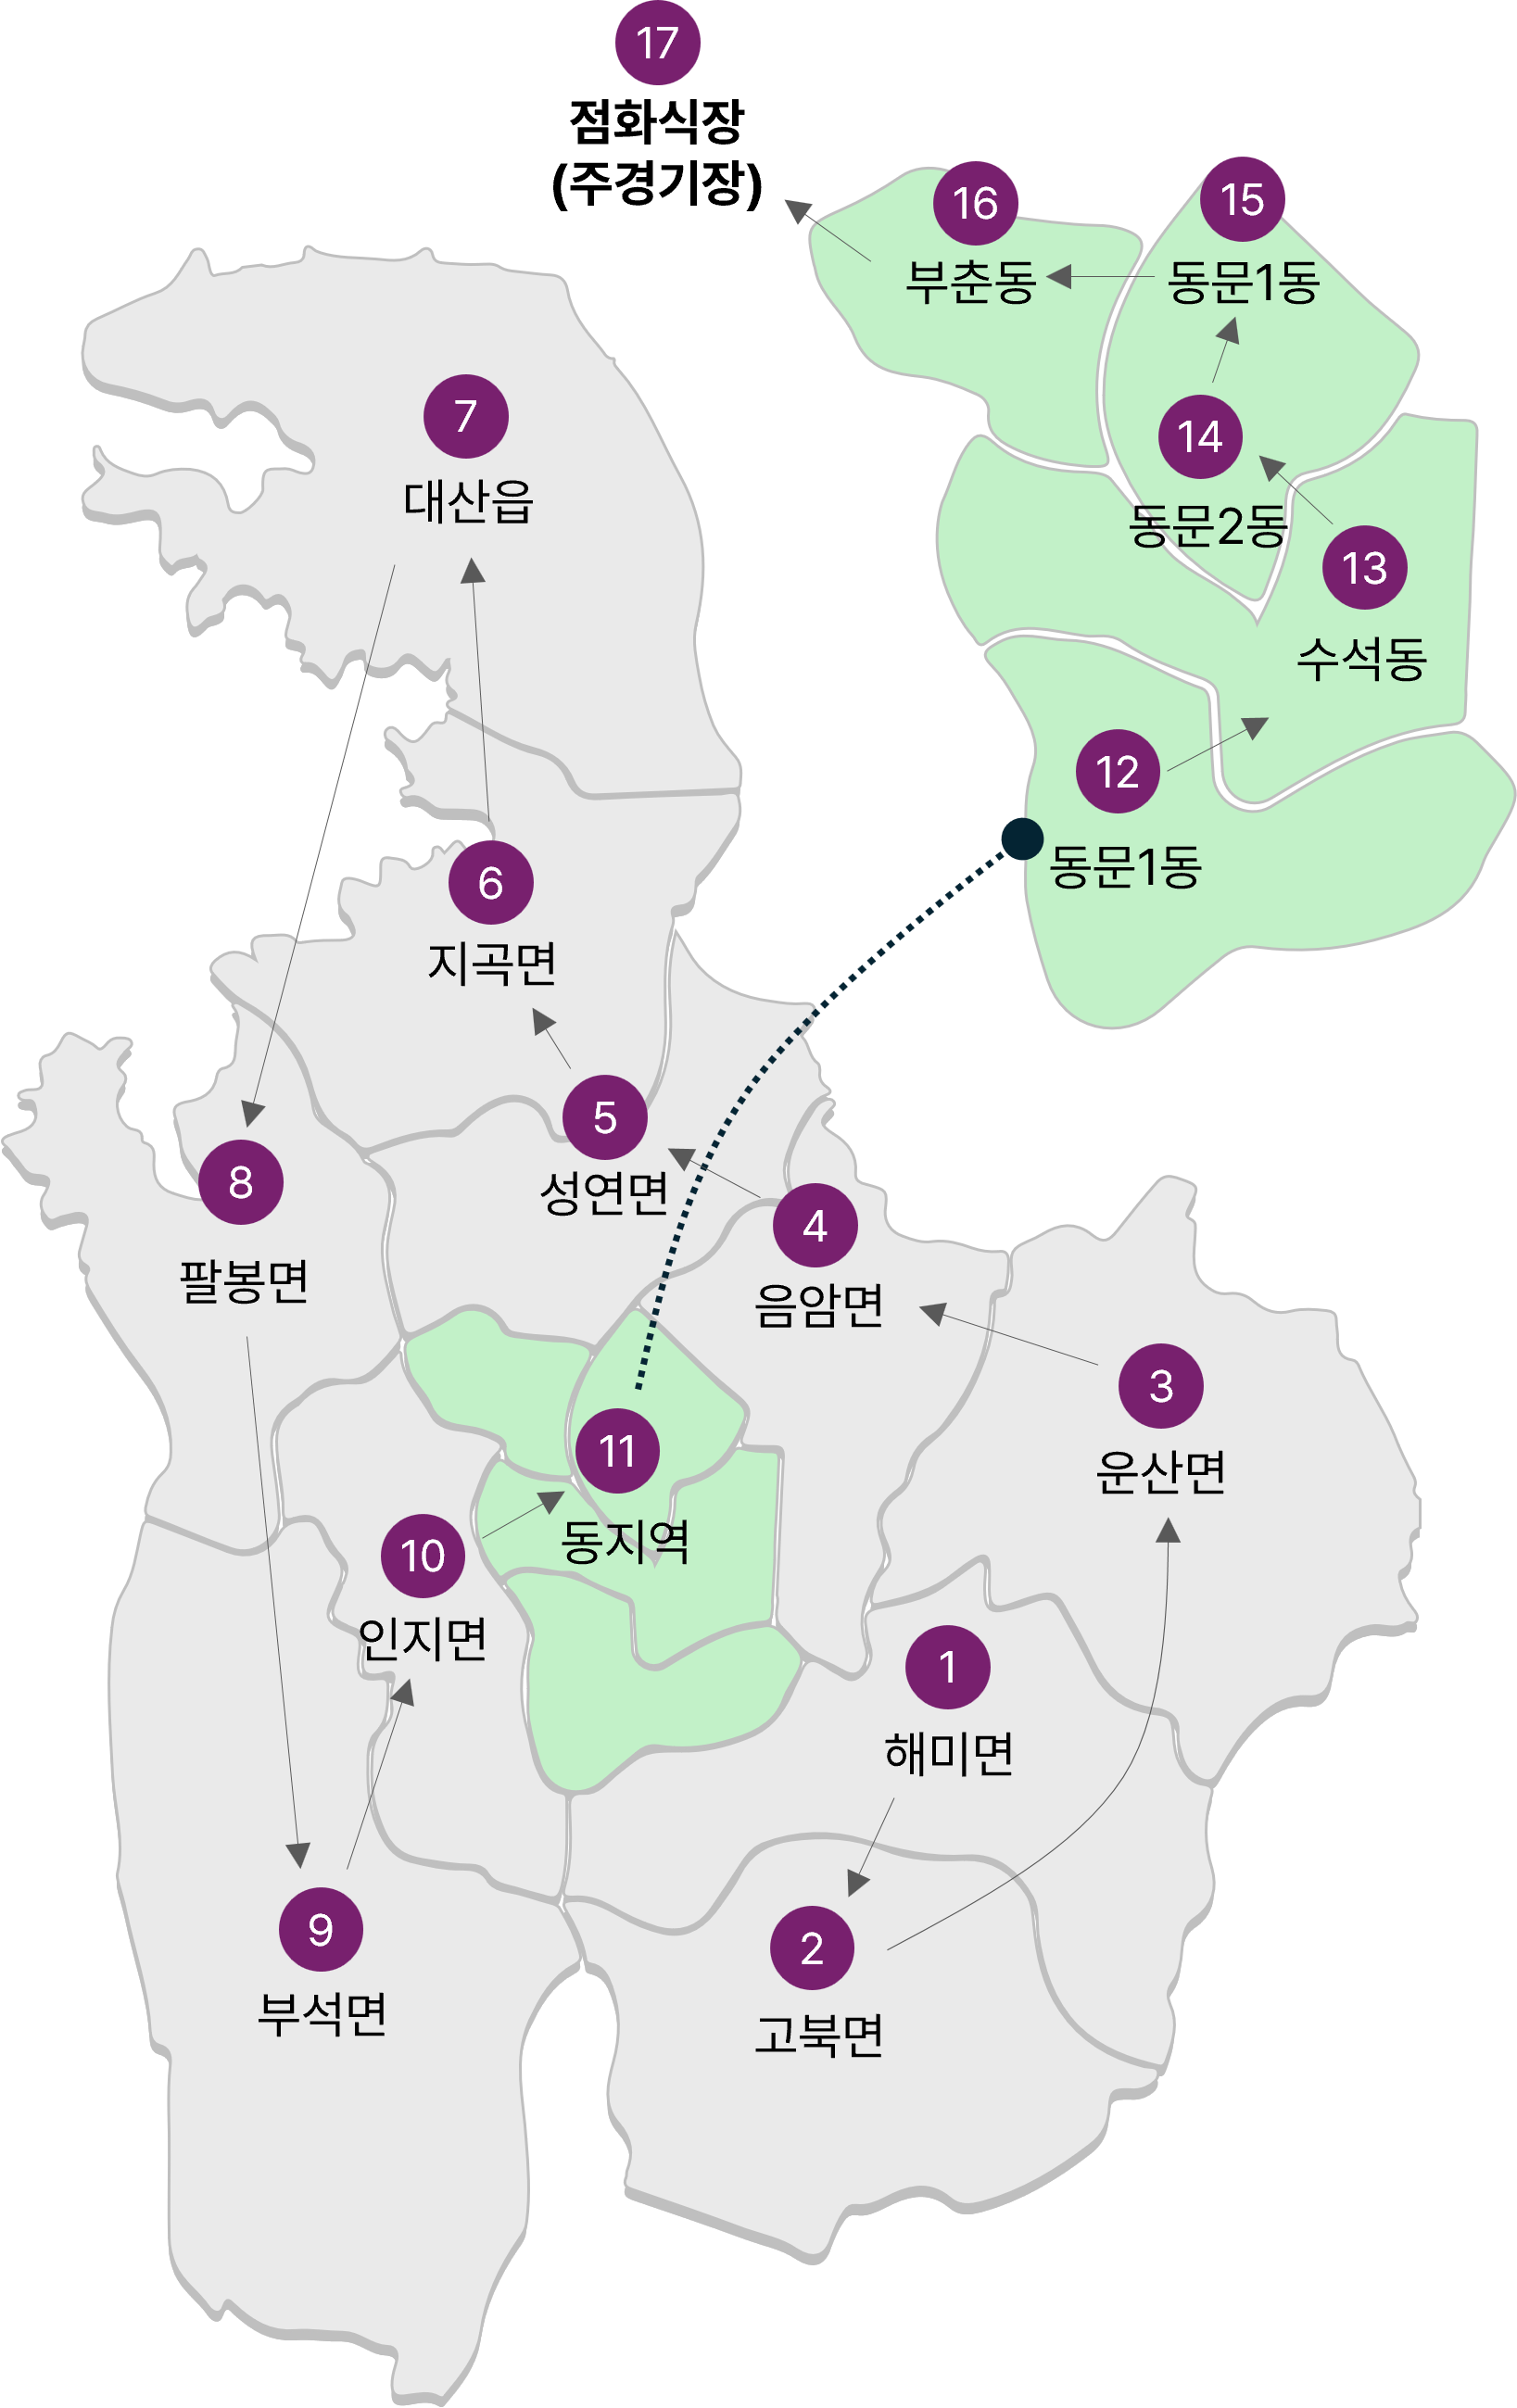 17
점화식장
(주경기장)
16
부춘동
15
동문1동
14
동문2동
13
수석동
12
동문1동
7
대산읍
6
지곡면
5
성연면
4
음암면
8
팔봉면
3
운산면
11
동지역
10
인지면
1
해미면
9
부석면
2
고북면